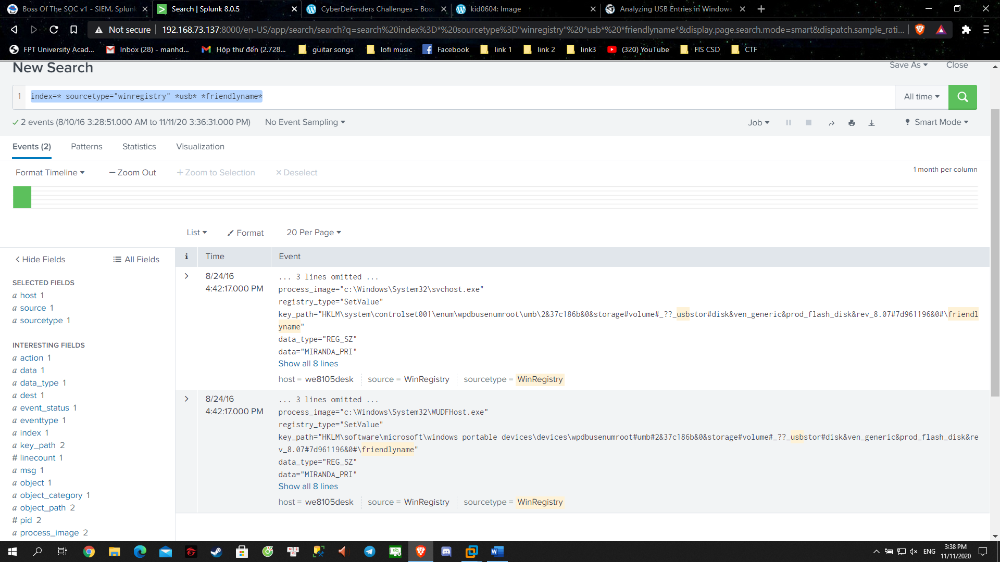 Boss Of The SOC v1 - SIEM, Splunk
Search | Splunk 8.0.5
CyberDefenders Challenges – Boss
kid0604: Image
Analyzing USB Entries in Windows
Not secure
192.168.73.137:8000/en-US/app/search/search?q=search%20index%3D*%20sourcetype%3D"winregistry"%20*usb*%20*friendlyname*&display.page.search.mode=smart&dispatch.sample_rati...
FPT University Acad...
Inbox (28) - manhd...
Hộp thư đến (2.728...
guitar songs
lofi music
Facebook
link 1
link 2
link3
(320) YouTube
FIS CSD
CTF
New Search
Save As
Close
1
index=* sourcetype="winregistry" *usb* *friendlyname*
All time
2 events (8/10/16 3:28:51.000 AM to 11/11/20 3:36:31.000 PM)
No Event Sampling
Job
Smart Mode
Events (2)
Patterns
Statistics
Visualization
Format Timeline
— Zoom Out
+ Zoom to Selection
× Deselect
1 month per column
List
Format
20 Per Page
< Hide Fields
All Fields
i
Time
Event
SELECTED FIELDS
a host 1
a source 1
a sourcetype 1
INTERESTING FIELDS
a action 1
a data 1
a data_type 1
a dest 1
a event_status 1
a eventtype 1
a index 1
a key_path 2
# linecount 1
a msg 1
a object 1
a object_category 1
a object_path 2
# pid 2
a process_image 2
8/24/16
4:42:17.000 PM
... 3 lines omitted ...
process_image="c:\Windows\System32\svchost.exe"
registry_type="SetValue"
key_path="HKLM\system\controlset001\enum\wpdbusenumroot\umb\2&37c186b&0&storage#volume#_??_usbstor#disk&ven_generic&prod_flash_disk&rev_8.07#7d961196&0#\friendl
yname"
data_type="REG_SZ"
data="MIRANDA_PRI"
Show all 8 lines
host = we8105desk
source = WinRegistry
sourcetype = WinRegistry
8/24/16
4:42:17.000 PM
... 3 lines omitted ...
process_image="c:\Windows\System32\WUDFHost.exe"
registry_type="SetValue"
key_path="HKLM\software\microsoft\windows portable devices\devices\wpdbusenumroot#umb#2&37c186b&0&storage#volume#_??_usbstor#disk&ven_generic&prod_flash_disk&re
v_8.07#7d961196&0#\friendlyname"
data_type="REG_SZ"
data="MIRANDA_PRI"
Show all 8 lines
host = we8105desk
source = WinRegistry
sourcetype = WinRegistry
ENG
3:38 PM
11/11/2020